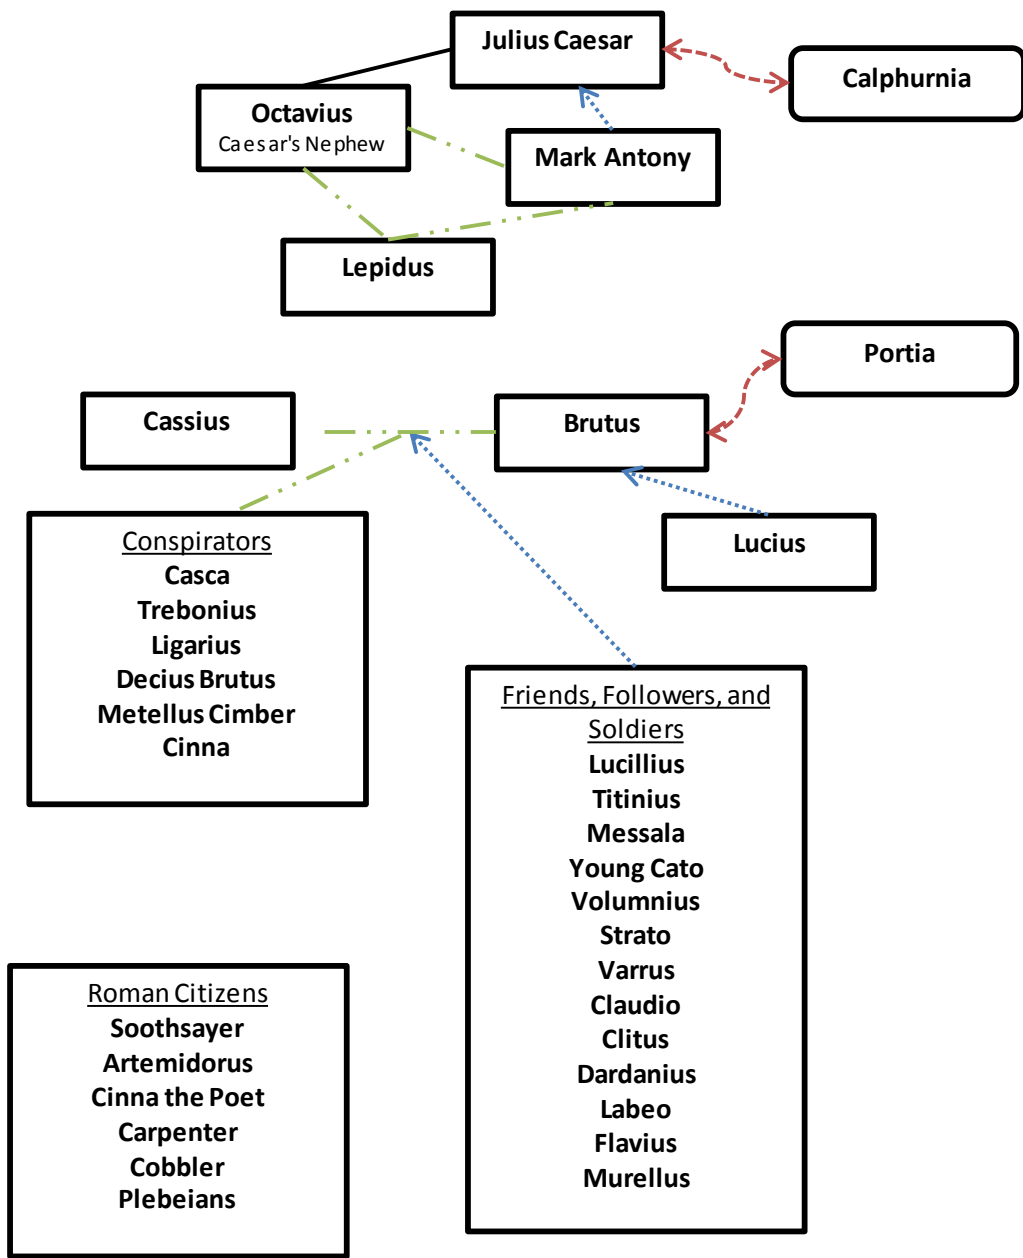 Julius Caesar
Calphurnia
Octavius
Caesar's Nephew
Mark Antony
Lepidus
Portia
Cassius
Brutus
Lucius
Conspirators
Casca
Trebonius
Ligarius
Decius Brutus
Metellus Cimber
Cinna
Friends, Followers, and
Soldiers
Lucillius
Titinius
Messala
Young Cato
Volumnius
Strato
Varrus
Claudio
Clitus
Dardanius
Labeo
Flavius
Murellus
Roman Citizens
Soothsayer
Artemidorus
Cinna the Poet
Carpenter
Cobbler
Plebeians